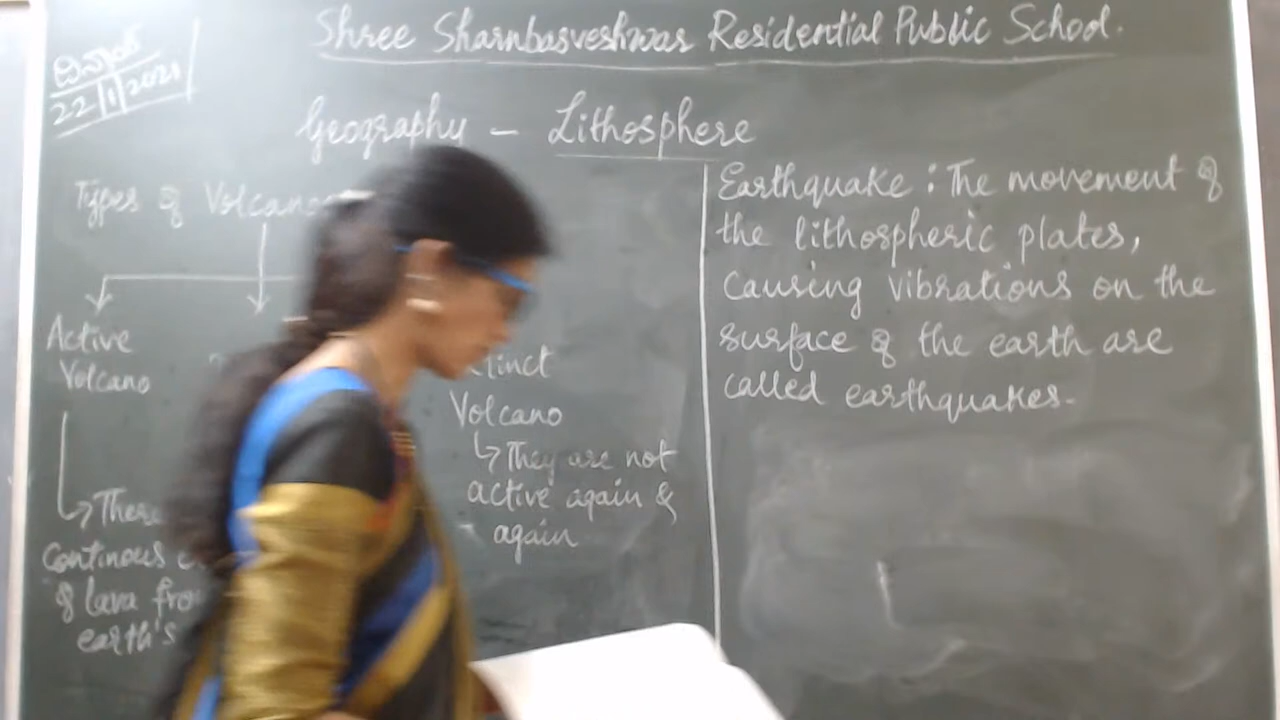 Shree Sharnbasveshwar Residential Public School.
ದಿನಾಂಕ
22/1/2021
Geography - Lithosphere
Types of
Active
Volcano
↳ There
Continous
of lava
earth's
Volcano
↳ They are not
active again &
again
Earthquake : The movement of
the lithospheric plates,
causing vibrations on the
surface of the earth are
called earthquakes.